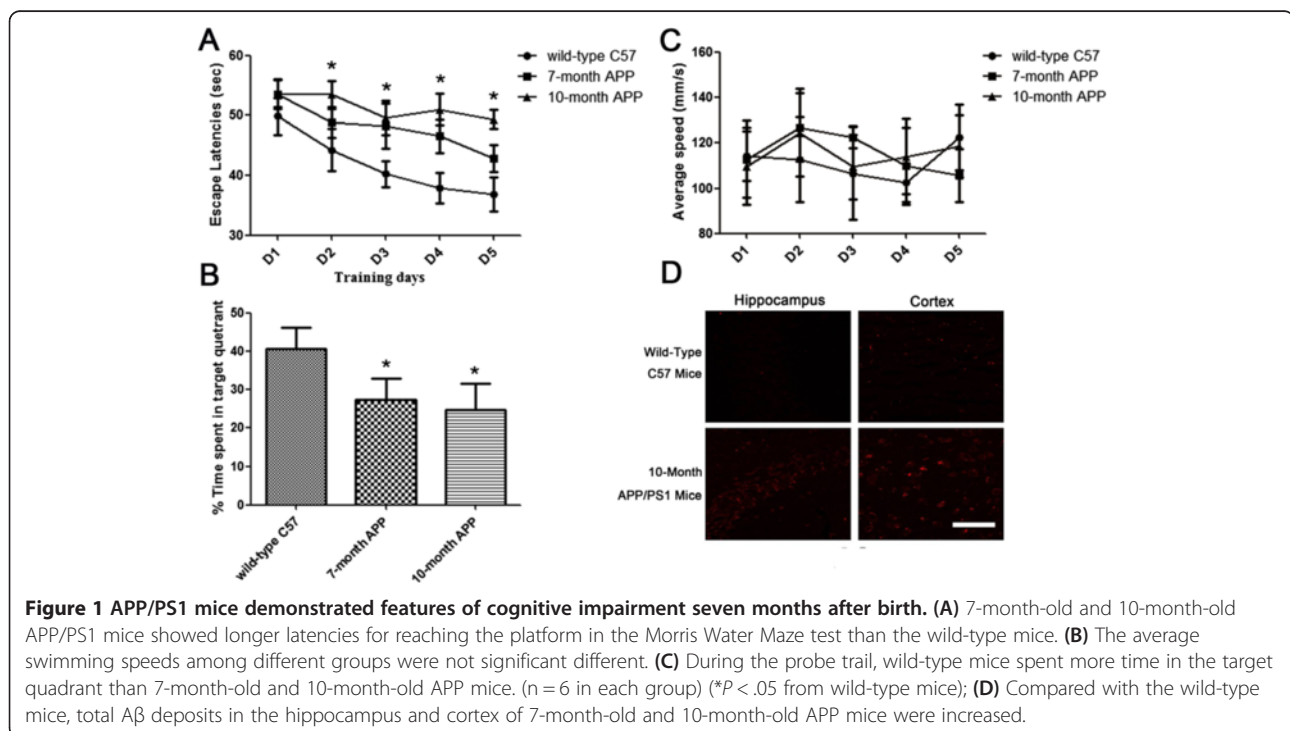 A
wild-type C57
7-month APP
10-month APP
60
50
40
30
Escape Latencies (sec)
*
*
*
*
D1
D2
D3
D4
D5
Training days
C
wild-type C57
7-month APP
10-month APP
160
140
120
100
80
Average speed (mm/s)
D1
D2
D3
D4
D5
B
50
40
30
20
10
0
% Time spent in target quetrant
*
*
wild-type C57
7-month APP
10-month APP
D
Hippocampus
Cortex
Wild-Type
C57 Mice
10-Month
APP/PS1 Mice
Figure 1 APP/PS1 mice demonstrated features of cognitive impairment seven months after birth. (A) 7-month-old and 10-month-old
APP/PS1 mice showed longer latencies for reaching the platform in the Morris Water Maze test than the wild-type mice. (B) The average
swimming speeds among different groups were not significant different. (C) During the probe trail, wild-type mice spent more time in the target
quadrant than 7-month-old and 10-month-old APP mice. (n = 6 in each group) (*P < .05 from wild-type mice); (D) Compared with the wild-type
mice, total Aβ deposits in the hippocampus and cortex of 7-month-old and 10-month-old APP mice were increased.